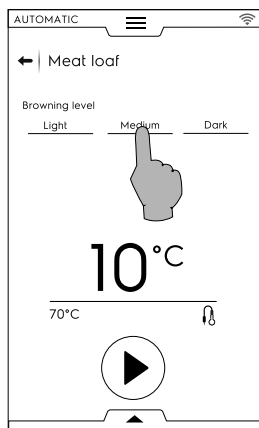 AUTOMATIC
Meat loaf
Browning level
Light Medium Dark
10°C
70°C